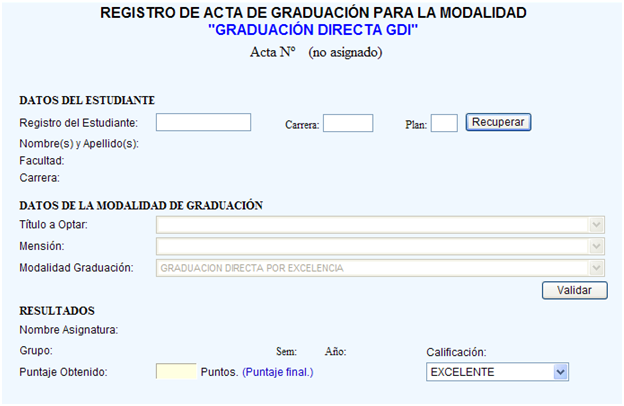 REGISTRO DE ACTA DE GRADUACIÓN PARA LA MODALIDAD
"GRADUACIÓN DIRECTA GDI"
Acta Nº (no asignado)
DATOS DEL ESTUDIANTE
Registro del Estudiante: Carrera: Plan: Recuperar
Nombre(s) y Apellido(s):
Facultad:
Carrera:
DATOS DE LA MODALIDAD DE GRADUACIÓN
Título a Optar:
Mensión:
Modalidad Graduación: GRADUACION DIRECTA POR EXCELENCIA
Validar
RESULTADOS
Nombre Asignatura:
Grupo: Sem: Año: Calificación:
Puntaje Obtenido: Puntos. (Puntaje final.) EXCELENTE